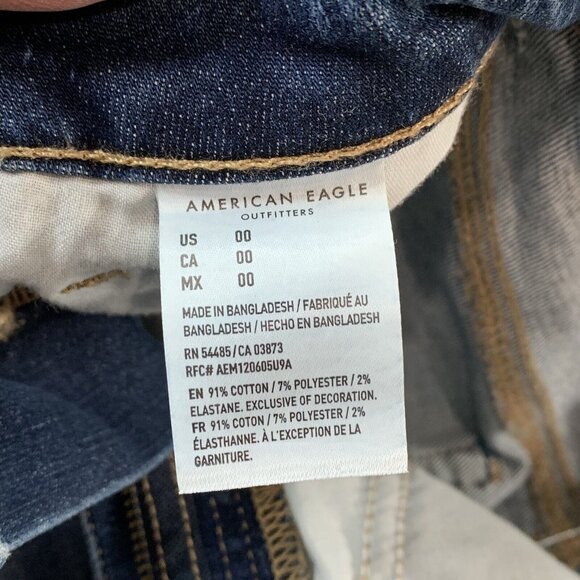 AMERICAN EAGLE
OUTFITTERS
US 00
CA 00
MX 00
MADE IN BANGLADESH / FABRIQUÉ AU
BANGLADESH / HECHO EN BANGLADESH
RN 54485 / CA 03873
RFC# AEM120605U9A
EN 91% COTTON / 7% POLYESTER / 2%
ELASTANE. EXCLUSIVE OF DECORATION.
FR 91% COTON / 7% POLYESTER / 2%
ÉLASTHANNE. À L'EXCEPTION DE LA
GARNITURE.